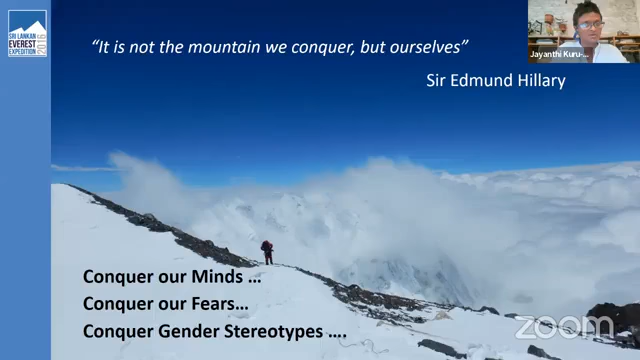 SRI LANKAN
EVEREST
EXPEDITION
2016
“It is not the mountain we conquer, but ourselves”
Sir Edmund Hillary
Jayanthi Kuru-...
Conquer our Minds …
Conquer our Fears…
Conquer Gender Stereotypes ….
zoom